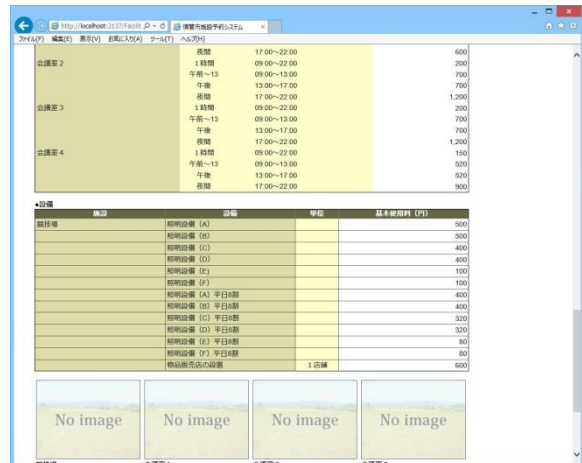 http://localhost:2137/Facilit
情報市施設予約システム
ファイル(F) 編集(E) 表示(V) お気に入り(A) ツール(T) ヘルプ(H)
夜間 17:00～22:00 600
会議室2 1時間 09:00～22:00 200
午前～13 09:00～13:00 700
午後 13:00～17:00 700
夜間 17:00～22:00 1,200
会議室3 1時間 09:00～22:00 200
午前～13 09:00～13:00 700
午後 13:00～17:00 700
夜間 17:00～22:00 1,200
会議室4 1時間 09:00～22:00 150
午前～13 09:00～13:00 520
午後 13:00～17:00 520
夜間 17:00～22:00 900
●設備
施設 設備 単位 基本使用料（円）
競技場 照明設備（A） 500
照明設備（B） 500
照明設備（C） 400
照明設備（D） 400
照明設備（E） 100
照明設備（F） 100
照明設備（A）平日8割 400
照明設備（B）平日8割 400
照明設備（C）平日8割 320
照明設備（D）平日8割 320
照明設備（E）平日8割 80
照明設備（F）平日8割 80
物品販売店の設置 1店舗 600
No image No image No image No image